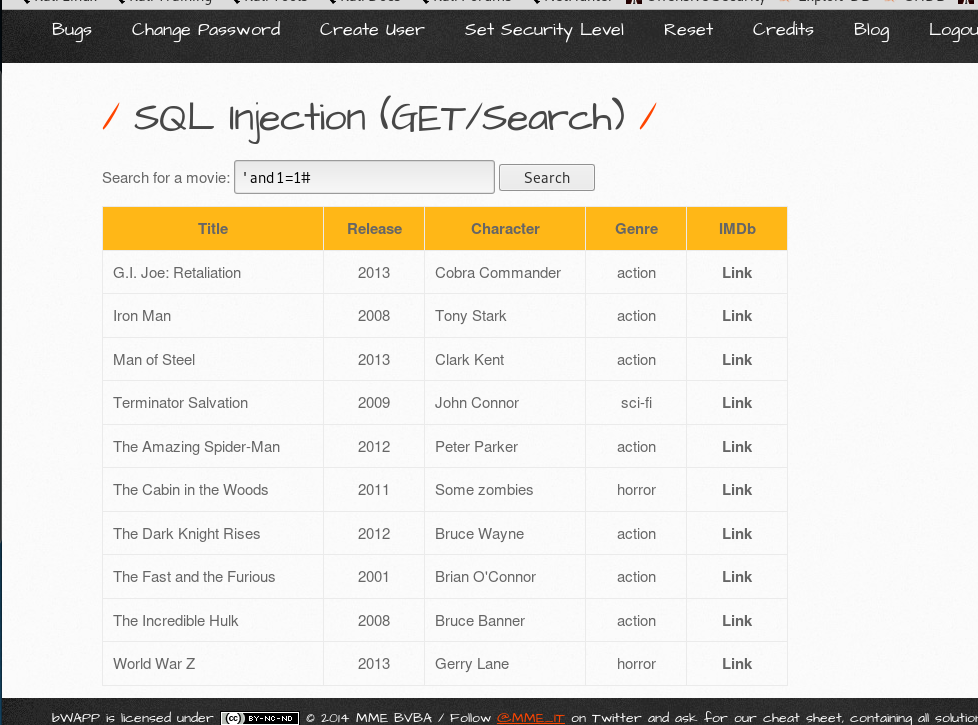 Bugs Change Password Create User Set Security Level Reset Credits Blog
/ SQL Injection (GET/Search) /
Search for a movie: ' and 1=1# Search
Title Release Character Genre IMDb
G.I. Joe: Retaliation 2013 Cobra Commander action Link
Iron Man 2008 Tony Stark action Link
Man of Steel 2013 Clark Kent action Link
Terminator Salvation 2009 John Connor sci-fi Link
The Amazing Spider-Man 2012 Peter Parker action Link
The Cabin in the Woods 2011 Some zombies horror Link
The Dark Knight Rises 2012 Bruce Wayne action Link
The Fast and the Furious 2001 Brian O'Connor action Link
The Incredible Hulk 2008 Bruce Banner action Link
World War Z 2013 Gerry Lane horror Link
bWAPP is licensed under cc BY-NC-ND © 2014 MME BVBA / Follow @MME_IT on Twitter and ask for our cheat sheet, containing all